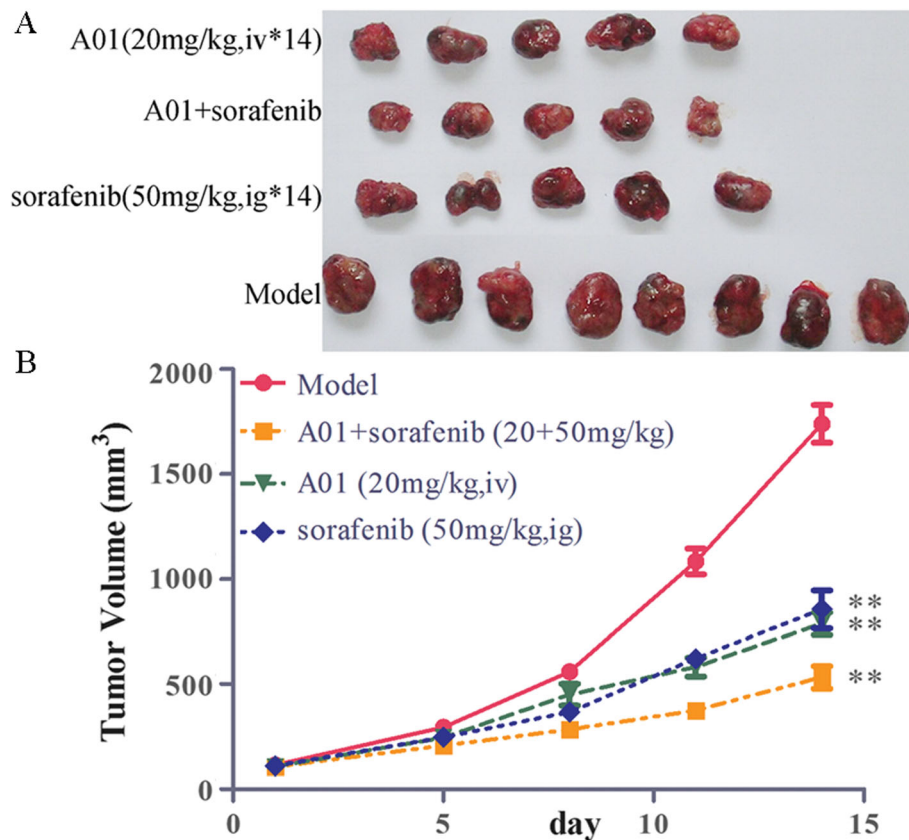 A
A01(20mg/kg,iv*14)
A01+sorafenib
sorafenib(50mg/kg,ig*14)
Model
B
2000
1500
1000
500
0
Tumor Volume (mm³)
Model
A01+sorafenib (20+50mg/kg)
A01 (20mg/kg,iv)
sorafenib (50mg/kg,ig)
**
**
**
0 5 10 15
day